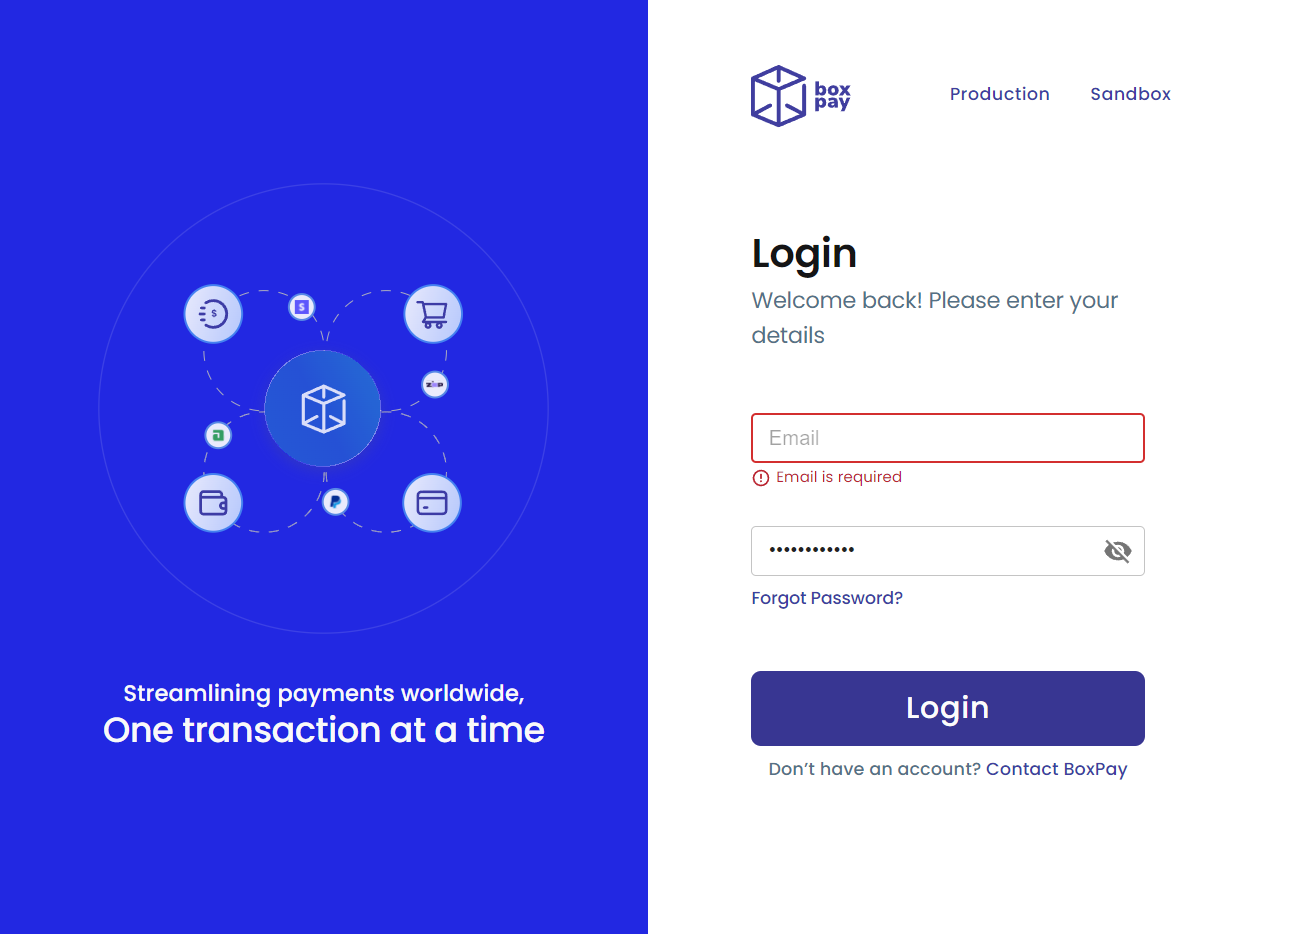 $
$
zip
Streamlining payments worldwide,
One transaction at a time
box
pay
Production
Sandbox
Login
Welcome back! Please enter your
details
Email
Email is required
••••••••••••
Forgot Password?
Login
Don’t have an account? Contact BoxPay